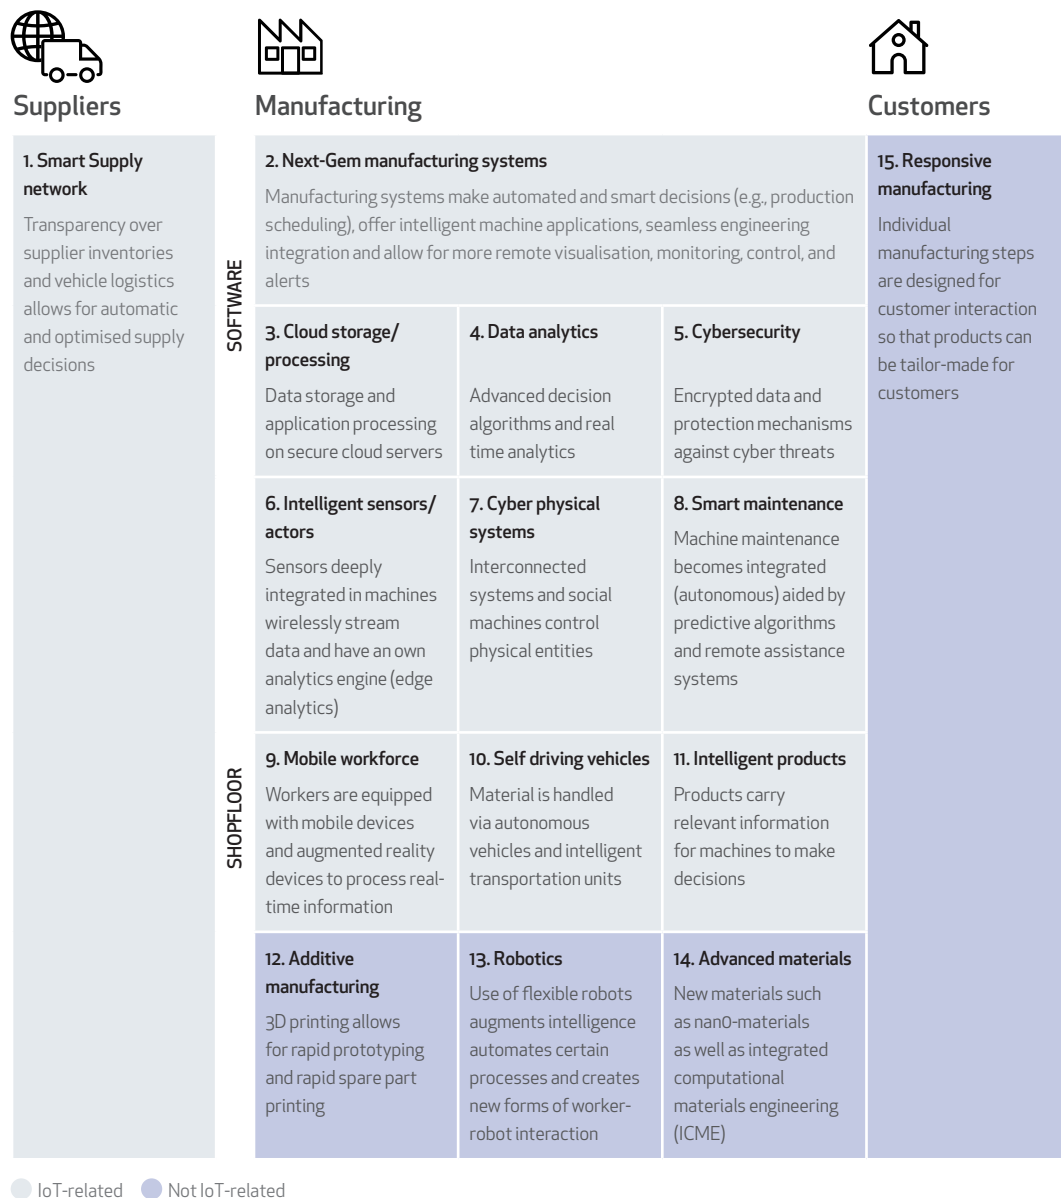 Suppliers
Manufacturing
Customers
1. Smart Supply
network
Transparency over
supplier inventories
and vehicle logistics
allows for automatic
and optimised supply
decisions
SOFTWARE
2. Next-Gem manufacturing systems
Manufacturing systems make automated and smart decisions (e.g., production
scheduling), offer intelligent machine applications, seamless engineering
integration and allow for more remote visualisation, monitoring, control, and
alerts
3. Cloud storage/
processing
Data storage and
application processing
on secure cloud servers
4. Data analytics
Advanced decision
algorithms and real
time analytics
5. Cybersecurity
Encrypted data and
protection mechanisms
against cyber threats
SHOPFLOOR
6. Intelligent sensors/
actors
Sensors deeply
integrated in machines
wirelessly stream
data and have an own
analytics engine (edge
analytics)
7. Cyber physical
systems
Interconnected
systems and social
machines control
physical entities
8. Smart maintenance
Machine maintenance
becomes integrated
(autonomous) aided by
predictive algorithms
and remote assistance
systems
9. Mobile workforce
Workers are equipped
with mobile devices
and augmented reality
devices to process real-
time information
10. Self driving vehicles
Material is handled
via autonomous
vehicles and intelligent
transportation units
11. Intelligent products
Products carry
relevant information
for machines to make
decisions
12. Additive
manufacturing
3D printing allows
for rapid prototyping
and rapid spare part
printing
13. Robotics
Use of flexible robots
augments intelligence
automates certain
processes and creates
new forms of worker-
robot interaction
14. Advanced materials
New materials such
as nan0-materials
as well as integrated
computational
materials engineering
(ICME)
15. Responsive
manufacturing
Individual
manufacturing steps
are designed for
customer interaction
so that products can
be tailor-made for
customers
IoT-related
Not IoT-related